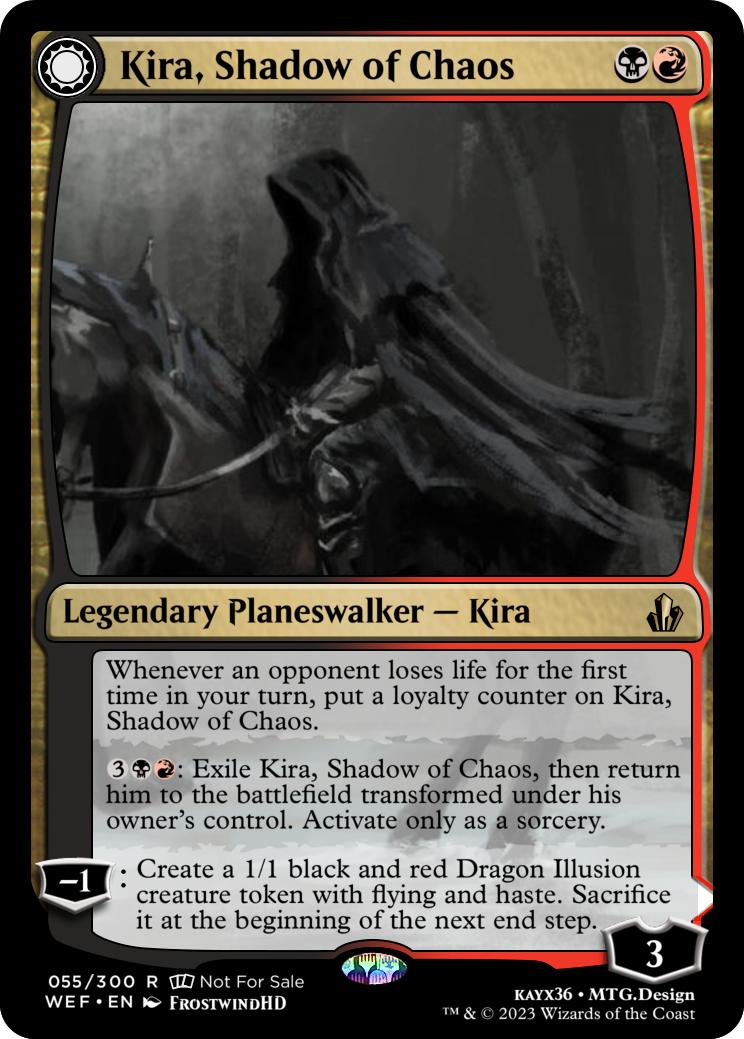 Kira, Shadow of Chaos
Legendary Planeswalker — Kira
Whenever an opponent loses life for the first
time in your turn, put a loyalty counter on Kira,
Shadow of Chaos.
3: Exile Kira, Shadow of Chaos, then return
him to the battlefield transformed under his
owner's control. Activate only as a sorcery.
−1: Create a 1/1 black and red Dragon Illusion
creature token with flying and haste. Sacrifice
it at the beginning of the next end step.
3
055/300 R Not For Sale
WEF • EN FrostwindHD
KAYX36 • MTG.Design
™ & © 2023 Wizards of the Coast